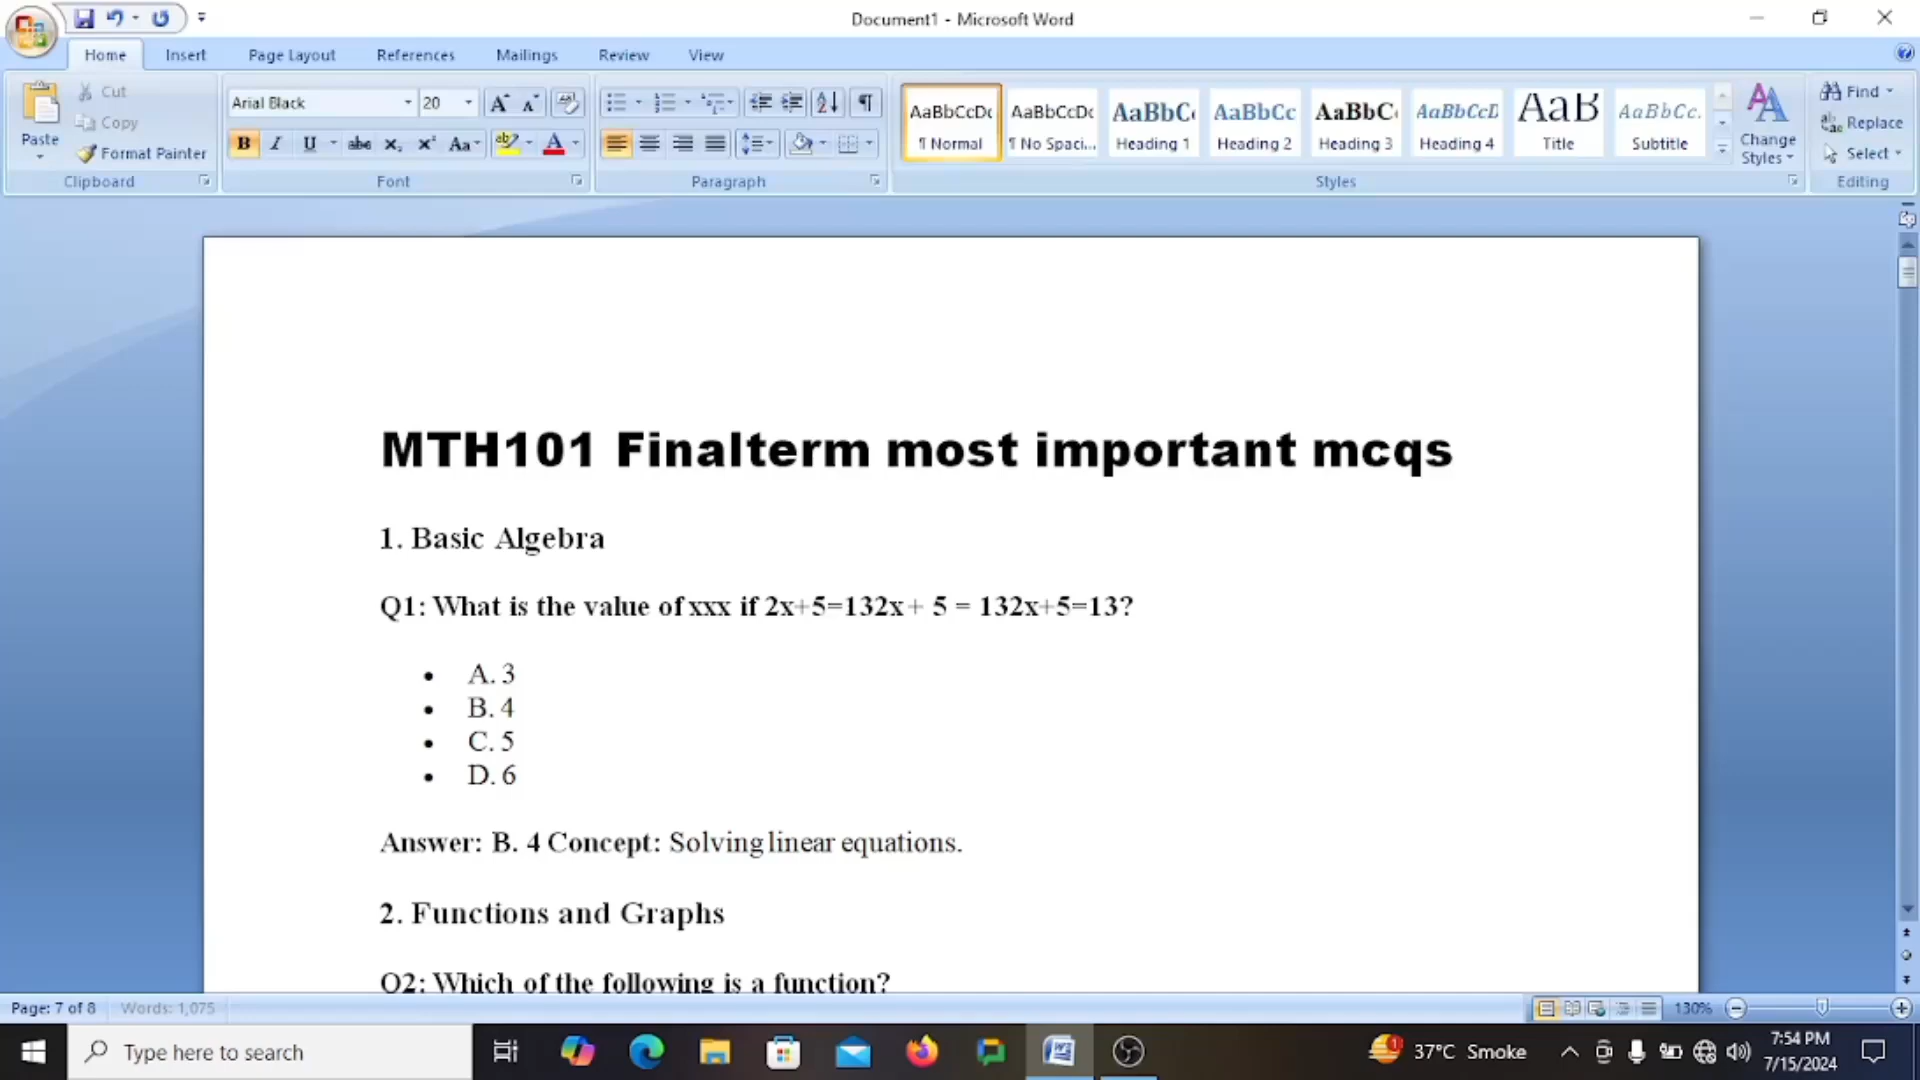 Document1 - Microsoft Word
Home Insert Page Layout References Mailings Review View
Paste
Cut
Copy
Format Painter
Clipboard
Arial Black 20
Font
Paragraph
AaBbCcDc AaBbCcDc AaBbC AaBbCc AaBbC AaBbCcD AaB AaBbCc.
¶ Normal ¶ No Spaci... Heading 1 Heading 2 Heading 3 Heading 4 Title Subtitle
Change Styles
Styles
Find
Replace
Select
Editing
MTH101 Finalterm most important mcqs
1. Basic Algebra
Q1: What is the value of xxx if 2x+5=132x + 5 = 132x+5=13?
• A. 3
• B. 4
• C. 5
• D. 6
Answer: B. 4 Concept: Solving linear equations.
2. Functions and Graphs
Q2: Which of the following is a function?
Page: 7 of 8 Words: 1,075
130%
Type here to search
37°C Smoke
7:54 PM
7/15/2024